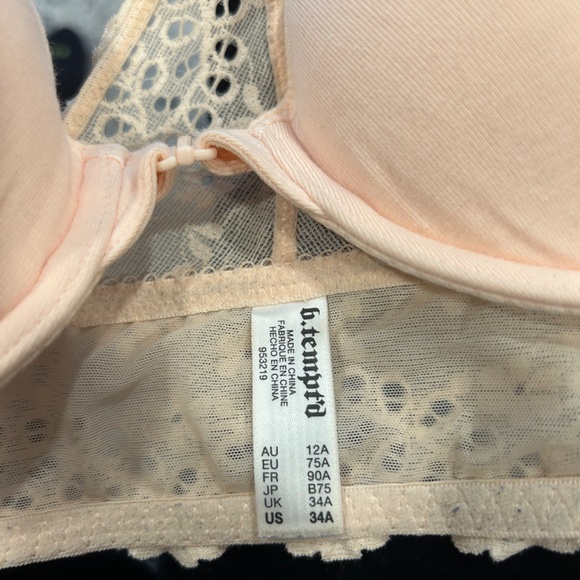 b.tempt'd
MADE IN CHINA
FABRIQUE EN CHINE
HECHO EN CHINA
953219
AU 12A
EU 75A
FR 90A
JP B75
UK 34A
US 34A